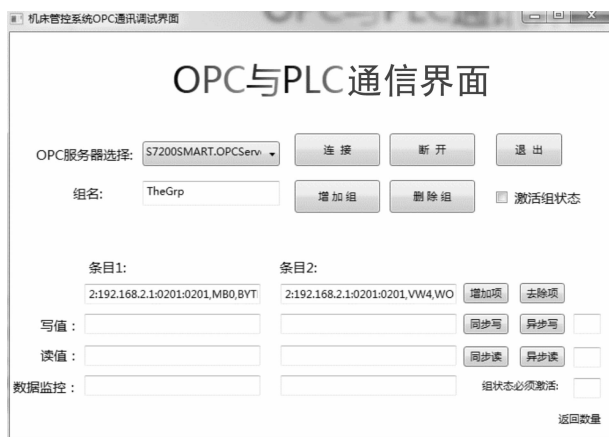 机床管控系统OPC通讯调试界面
OPC与PLC通信界面
OPC服务器选择: S7200SMART.OPCServ 连 接 断 开 退 出
组名: TheGrp 增加组 删除组 激活组状态
条目1: 条目2:
2:192.168.2.1:0201:0201,MB0,BYT 2:192.168.2.1:0201:0201,VW4,WO 增加项 去除项
写值： 同步写 异步写
读值： 同步读 异步读
数据监控： 组状态必须激活:
返回数量